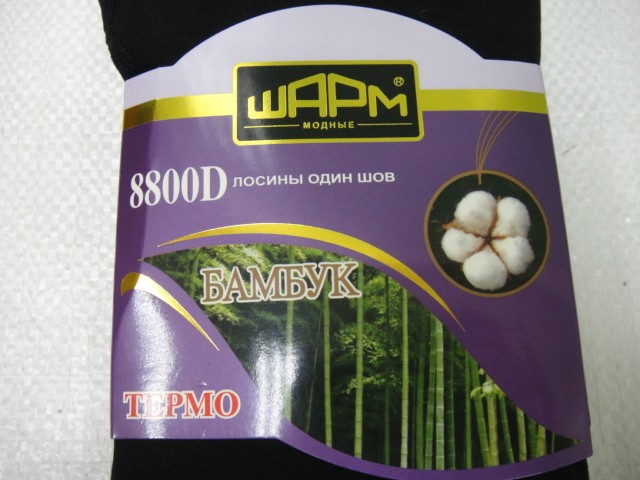 ШАРМ®
МОДНЫЕ
8800D ЛОСИНЫ ОДИН ШОВ
БАМБУК
ТЕРМО